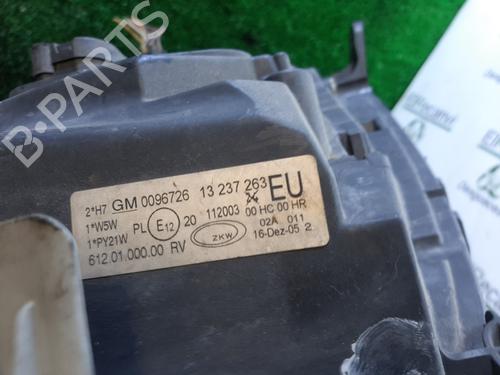 B-PARTS
2*H7 GM 0096726 13 237 263 EU
1*W5W PL E12 20 112003 00 HC 00 HR
1*PY21W ZKW 02A 011
612.01.000.00 RV 16-Dez-05 2